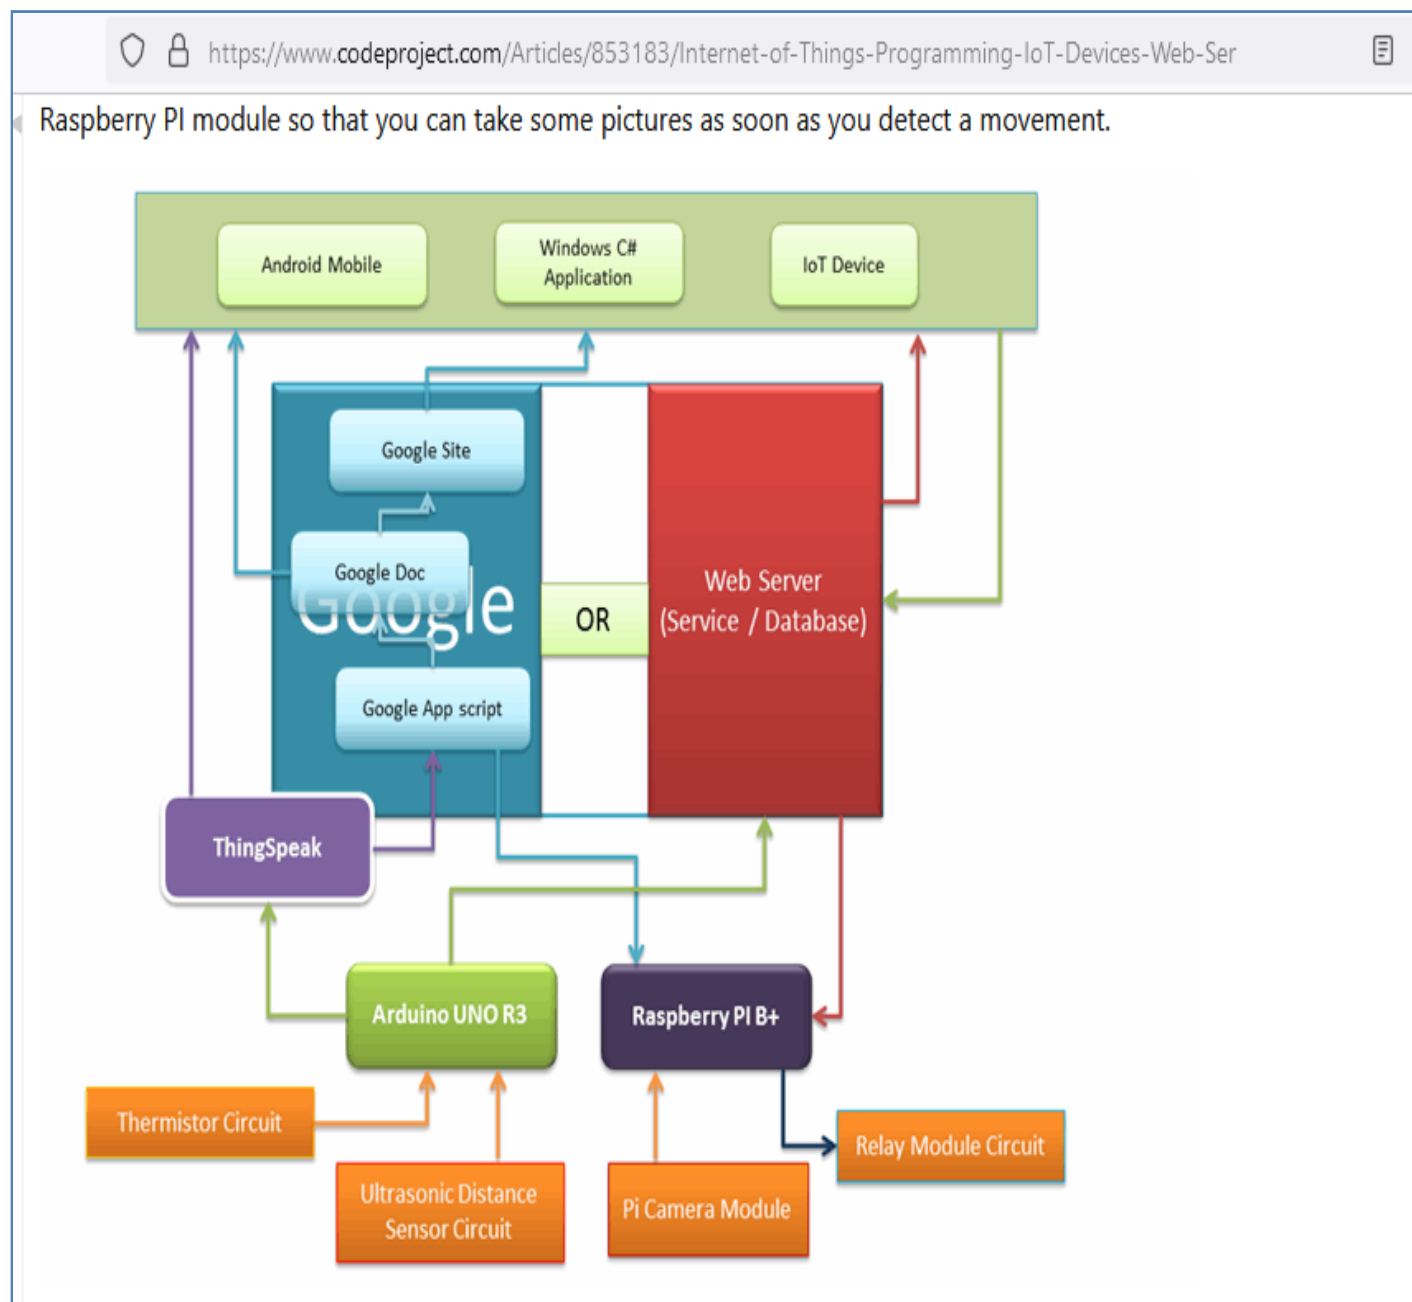 https://www.codeproject.com/Articles/853183/Internet-of-Things-Programming-IoT-Devices-Web-Ser
Raspberry PI module so that you can take some pictures as soon as you detect a movement.
Android Mobile
Windows C#
Application
IoT Device
Google Site
Google Doc
Google
OR
Web Server
(Service / Database)
Google App script
ThingSpeak
Arduino UNO R3
Raspberry PI B+
Thermistor Circuit
Relay Module Circuit
Ultrasonic Distance
Sensor Circuit
Pi Camera Module